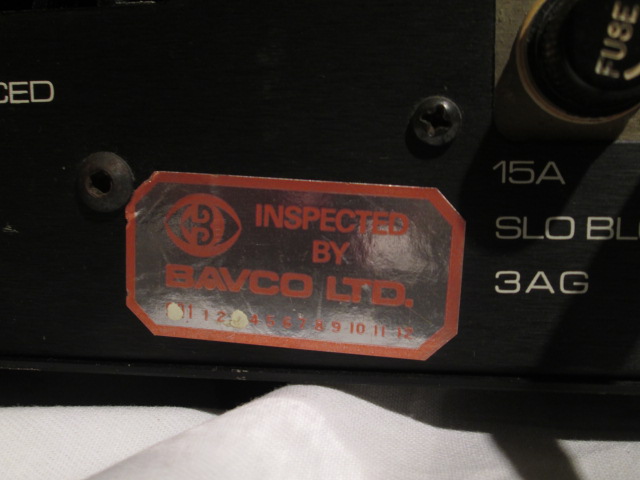 CED
FUSE
INSPECTED
BY
BAVCO LTD.
1 2 4 5 6 7 8 9 10 11 12
15A
SLO BL
3AG